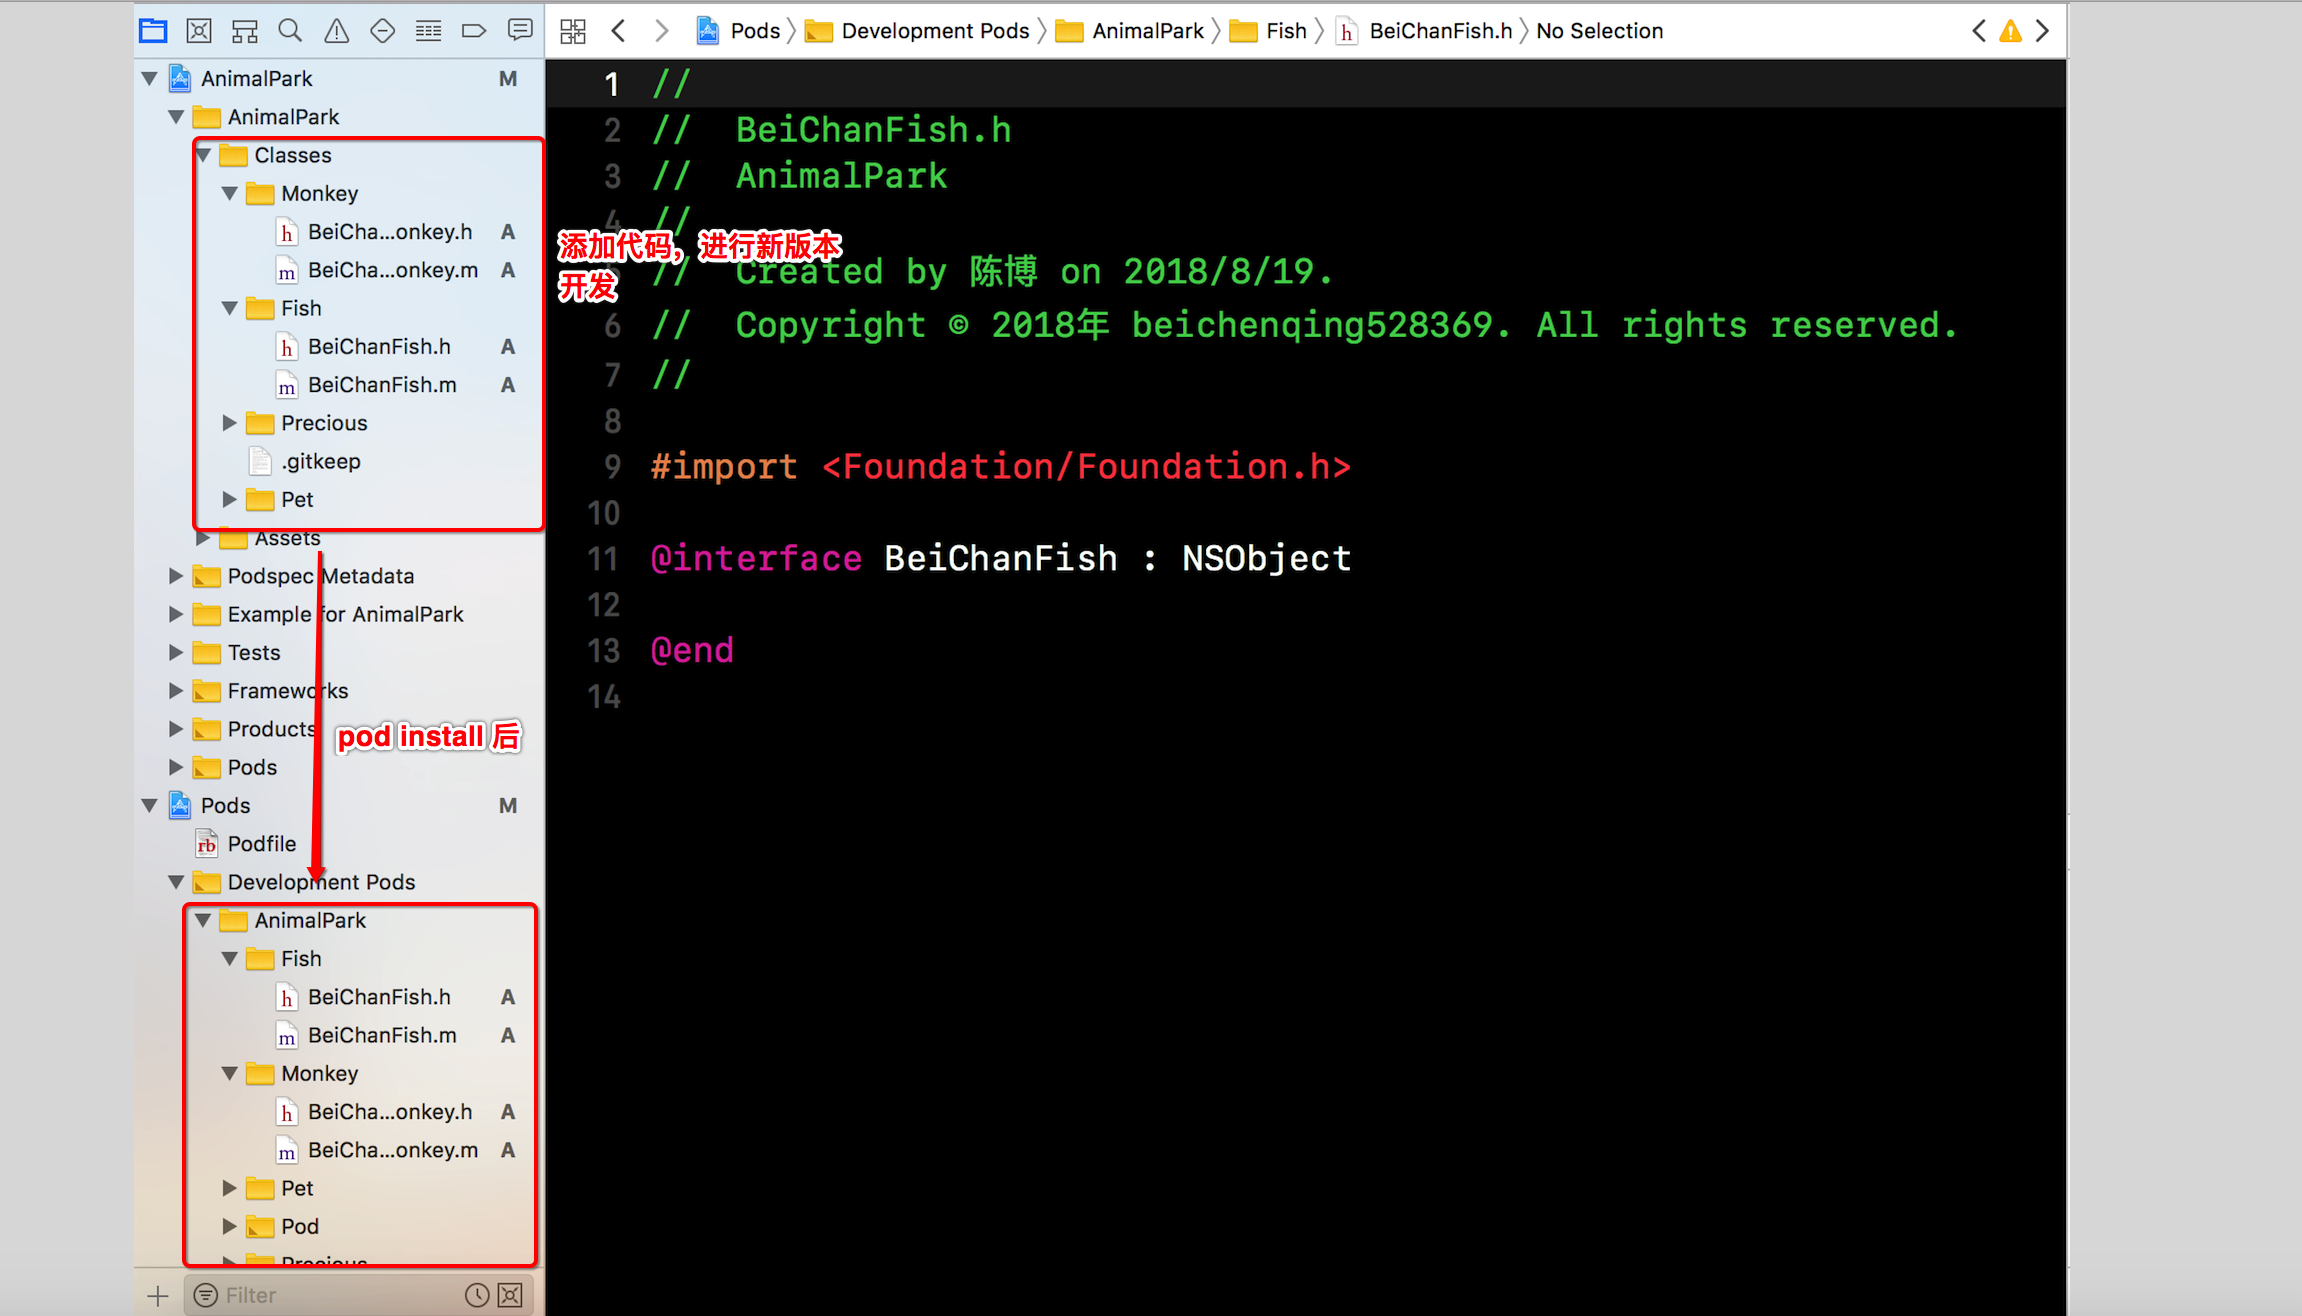 Pods
Development Pods
AnimalPark
Fish
h
BeiChanFish.h
No Selection
AnimalPark M
AnimalPark
Classes
Monkey
h BeiCha...onkey.h A
m BeiCha...onkey.m A
Fish
h BeiChanFish.h A
m BeiChanFish.m A
Precious
.gitkeep
Pet
Assets
Podspec Metadata
Example for AnimalPark
Tests
Frameworks
Products
Pods
Pods M
rb Podfile
Development Pods
AnimalPark
Fish
h BeiChanFish.h A
m BeiChanFish.m A
Monkey
h BeiCha...onkey.h A
m BeiCha...onkey.m A
Pet
Pod
Precious
Filter
pod install 后
添加代码，进行新版本
开发
1 //
2 // BeiChanFish.h
3 // AnimalPark
4 //
// Created by 陈博 on 2018/8/19.
6 // Copyright © 2018年 beichenqing528369. All rights reserved.
7 //
8
9 #import <Foundation/Foundation.h>
10
11 @interface BeiChanFish : NSObject
12
13 @end
14